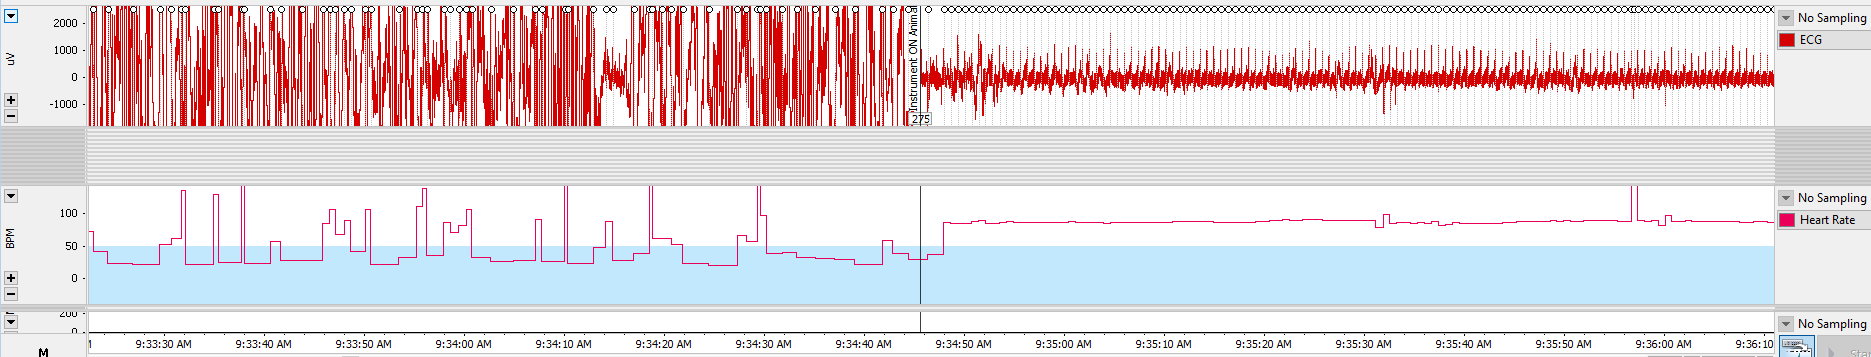 2000
1000
0
-1000
uV
Instrument ON Animal
275
No Sampling
ECG
100
50
0
BPM
No Sampling
Heart Rate
200
0
No Sampling
9:33:30 AM
9:33:40 AM
9:33:50 AM
9:34:00 AM
9:34:10 AM
9:34:20 AM
9:34:30 AM
9:34:40 AM
9:34:50 AM
9:35:00 AM
9:35:10 AM
9:35:20 AM
9:35:30 AM
9:35:40 AM
9:35:50 AM
9:36:00 AM
9:36:10
M